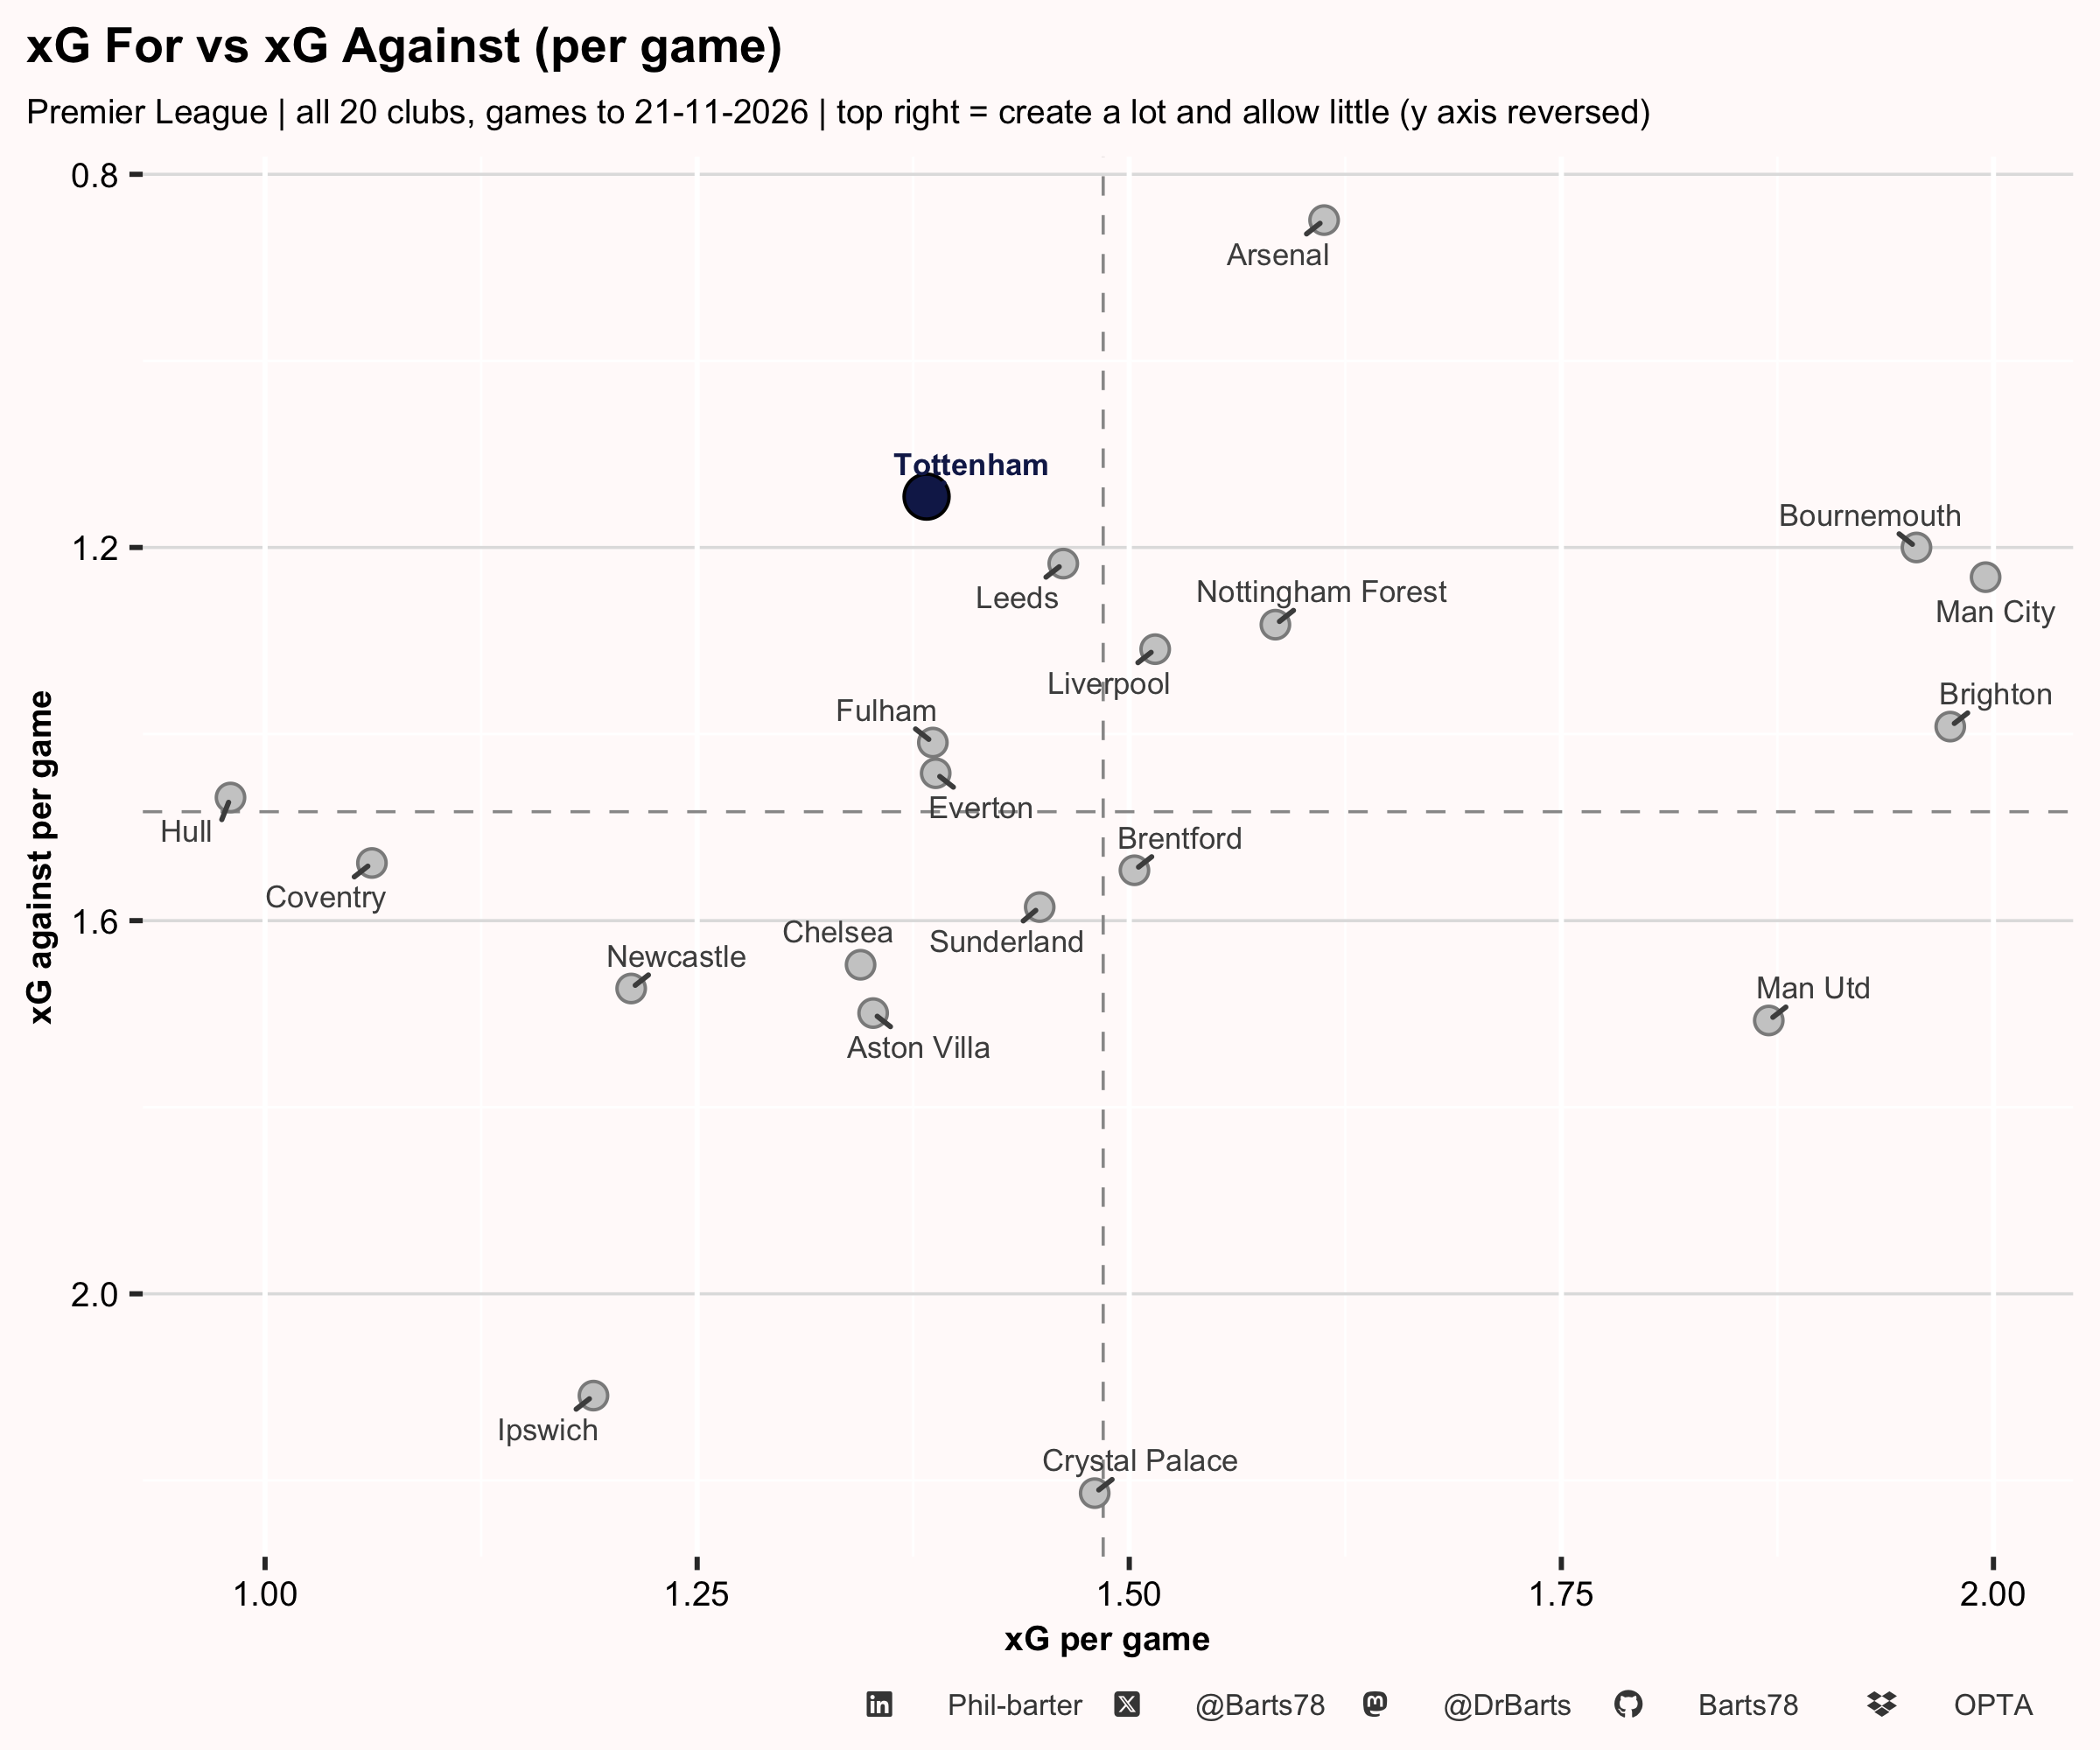 xG For vs xG Against (per game)
Premier League | all 20 clubs, games to 21-11-2026 | top right = create a lot and allow little (y axis reversed)
0.8
Arsenal
Tottenham
Bournemouth
1.2
Leeds
Nottingham Forest
Man City
Liverpool
Brighton
Fulham
Everton
Hull
Brentford
Coventry
1.6
Chelsea
Sunderland
Newcastle
Man Utd
Aston Villa
2.0
Ipswich
Crystal Palace
xG against per game
1.00 1.25 1.50 1.75 2.00
xG per game
Phil-barter @Barts78 @DrBarts Barts78 OPTA